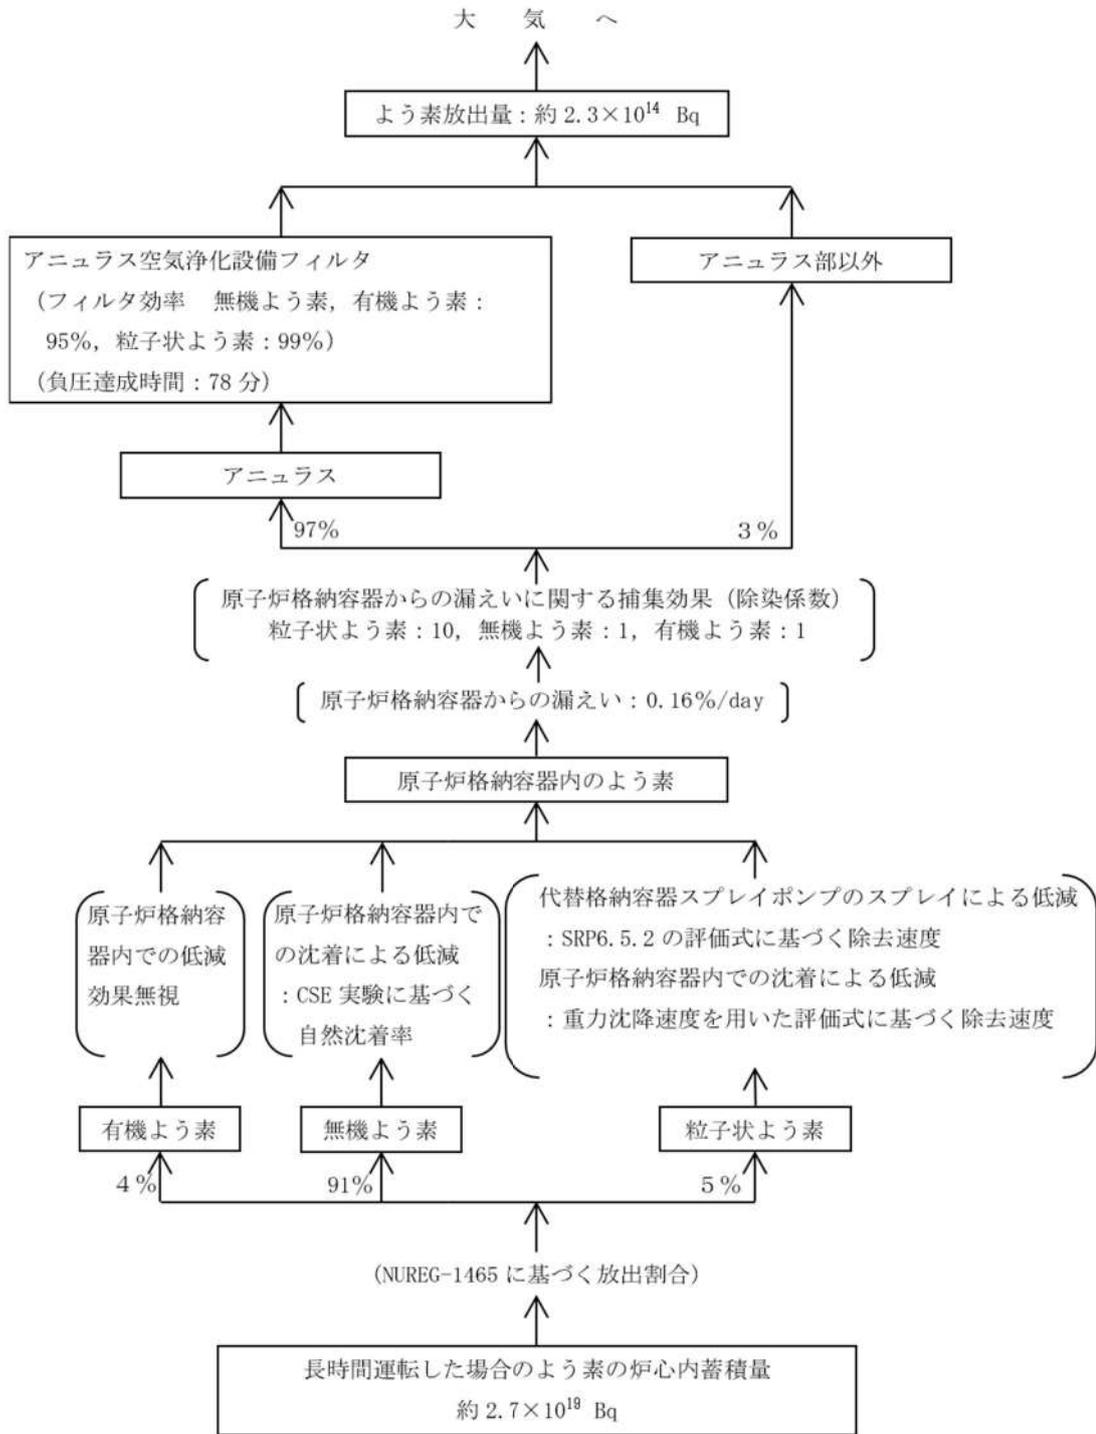 大　気　へ
よう素放出量：約 2.3×10¹⁴ Bq
アニュラス空気浄化設備フィルタ
（フィルタ効率　無機よう素，有機よう素：
95%，粒子状よう素：99%）
（負圧達成時間：78 分）
アニュラス部以外
アニュラス
97%
3%
原子炉格納容器からの漏えいに関する捕集効果（除染係数）
粒子状よう素：10，無機よう素：1，有機よう素：1
原子炉格納容器からの漏えい：0.16%/day
原子炉格納容器内のよう素
原子炉格納容
器内での低減
効果無視
原子炉格納容器内で
の沈着による低減
：CSE 実験に基づく
自然沈着率
代替格納容器スプレイポンプのスプレイによる低減
：SRP6.5.2 の評価式に基づく除去速度
原子炉格納容器内での沈着による低減
：重力沈降速度を用いた評価式に基づく除去速度
有機よう素
無機よう素
粒子状よう素
4%
91%
5%
(NUREG-1465 に基づく放出割合)
長時間運転した場合のよう素の炉心内蓄積量
約 2.7×10¹⁹ Bq